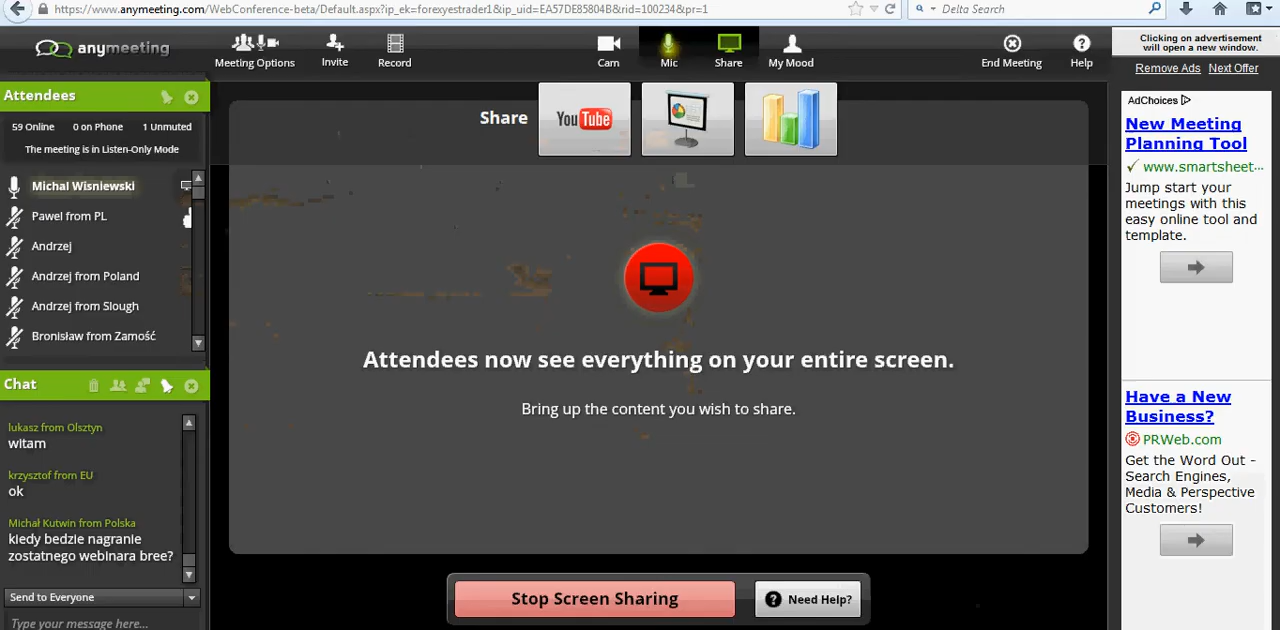 https://www.anymeeting.com/WebConference-beta/Default.aspx?ip_ek=forexyestrader1&ip_uid=EA57DE85804B&rid=100234&pr=1
Delta Search
anymeeting
Meeting Options
Invite
Record
Cam
Mic
Share
My Mood
End Meeting
Help
Clicking on advertisement
will open a new window.
Remove Ads Next Offer
Attendees
59 Online 0 on Phone 1 Unmuted
The meeting is in Listen-Only Mode
Michal Wisniewski
Pawel from PL
Andrzej
Andrzej from Poland
Andrzej from Slough
Bronisław from Zamość
Chat
lukasz from Olsztyn
witam
krzysztof from EU
ok
Michał Kutwin from Polska
kiedy bedzie nagranie
zostatnego webinara bree?
Send to Everyone
Type your message here...
Share
You Tube
Attendees now see everything on your entire screen.
Bring up the content you wish to share.
Stop Screen Sharing
? Need Help?
AdChoices
New Meeting
Planning Tool
www.smartsheet...
Jump start your
meetings with this
easy online tool and
template.
Have a New
Business?
PRWeb.com
Get the Word Out -
Search Engines,
Media & Perspective
Customers!